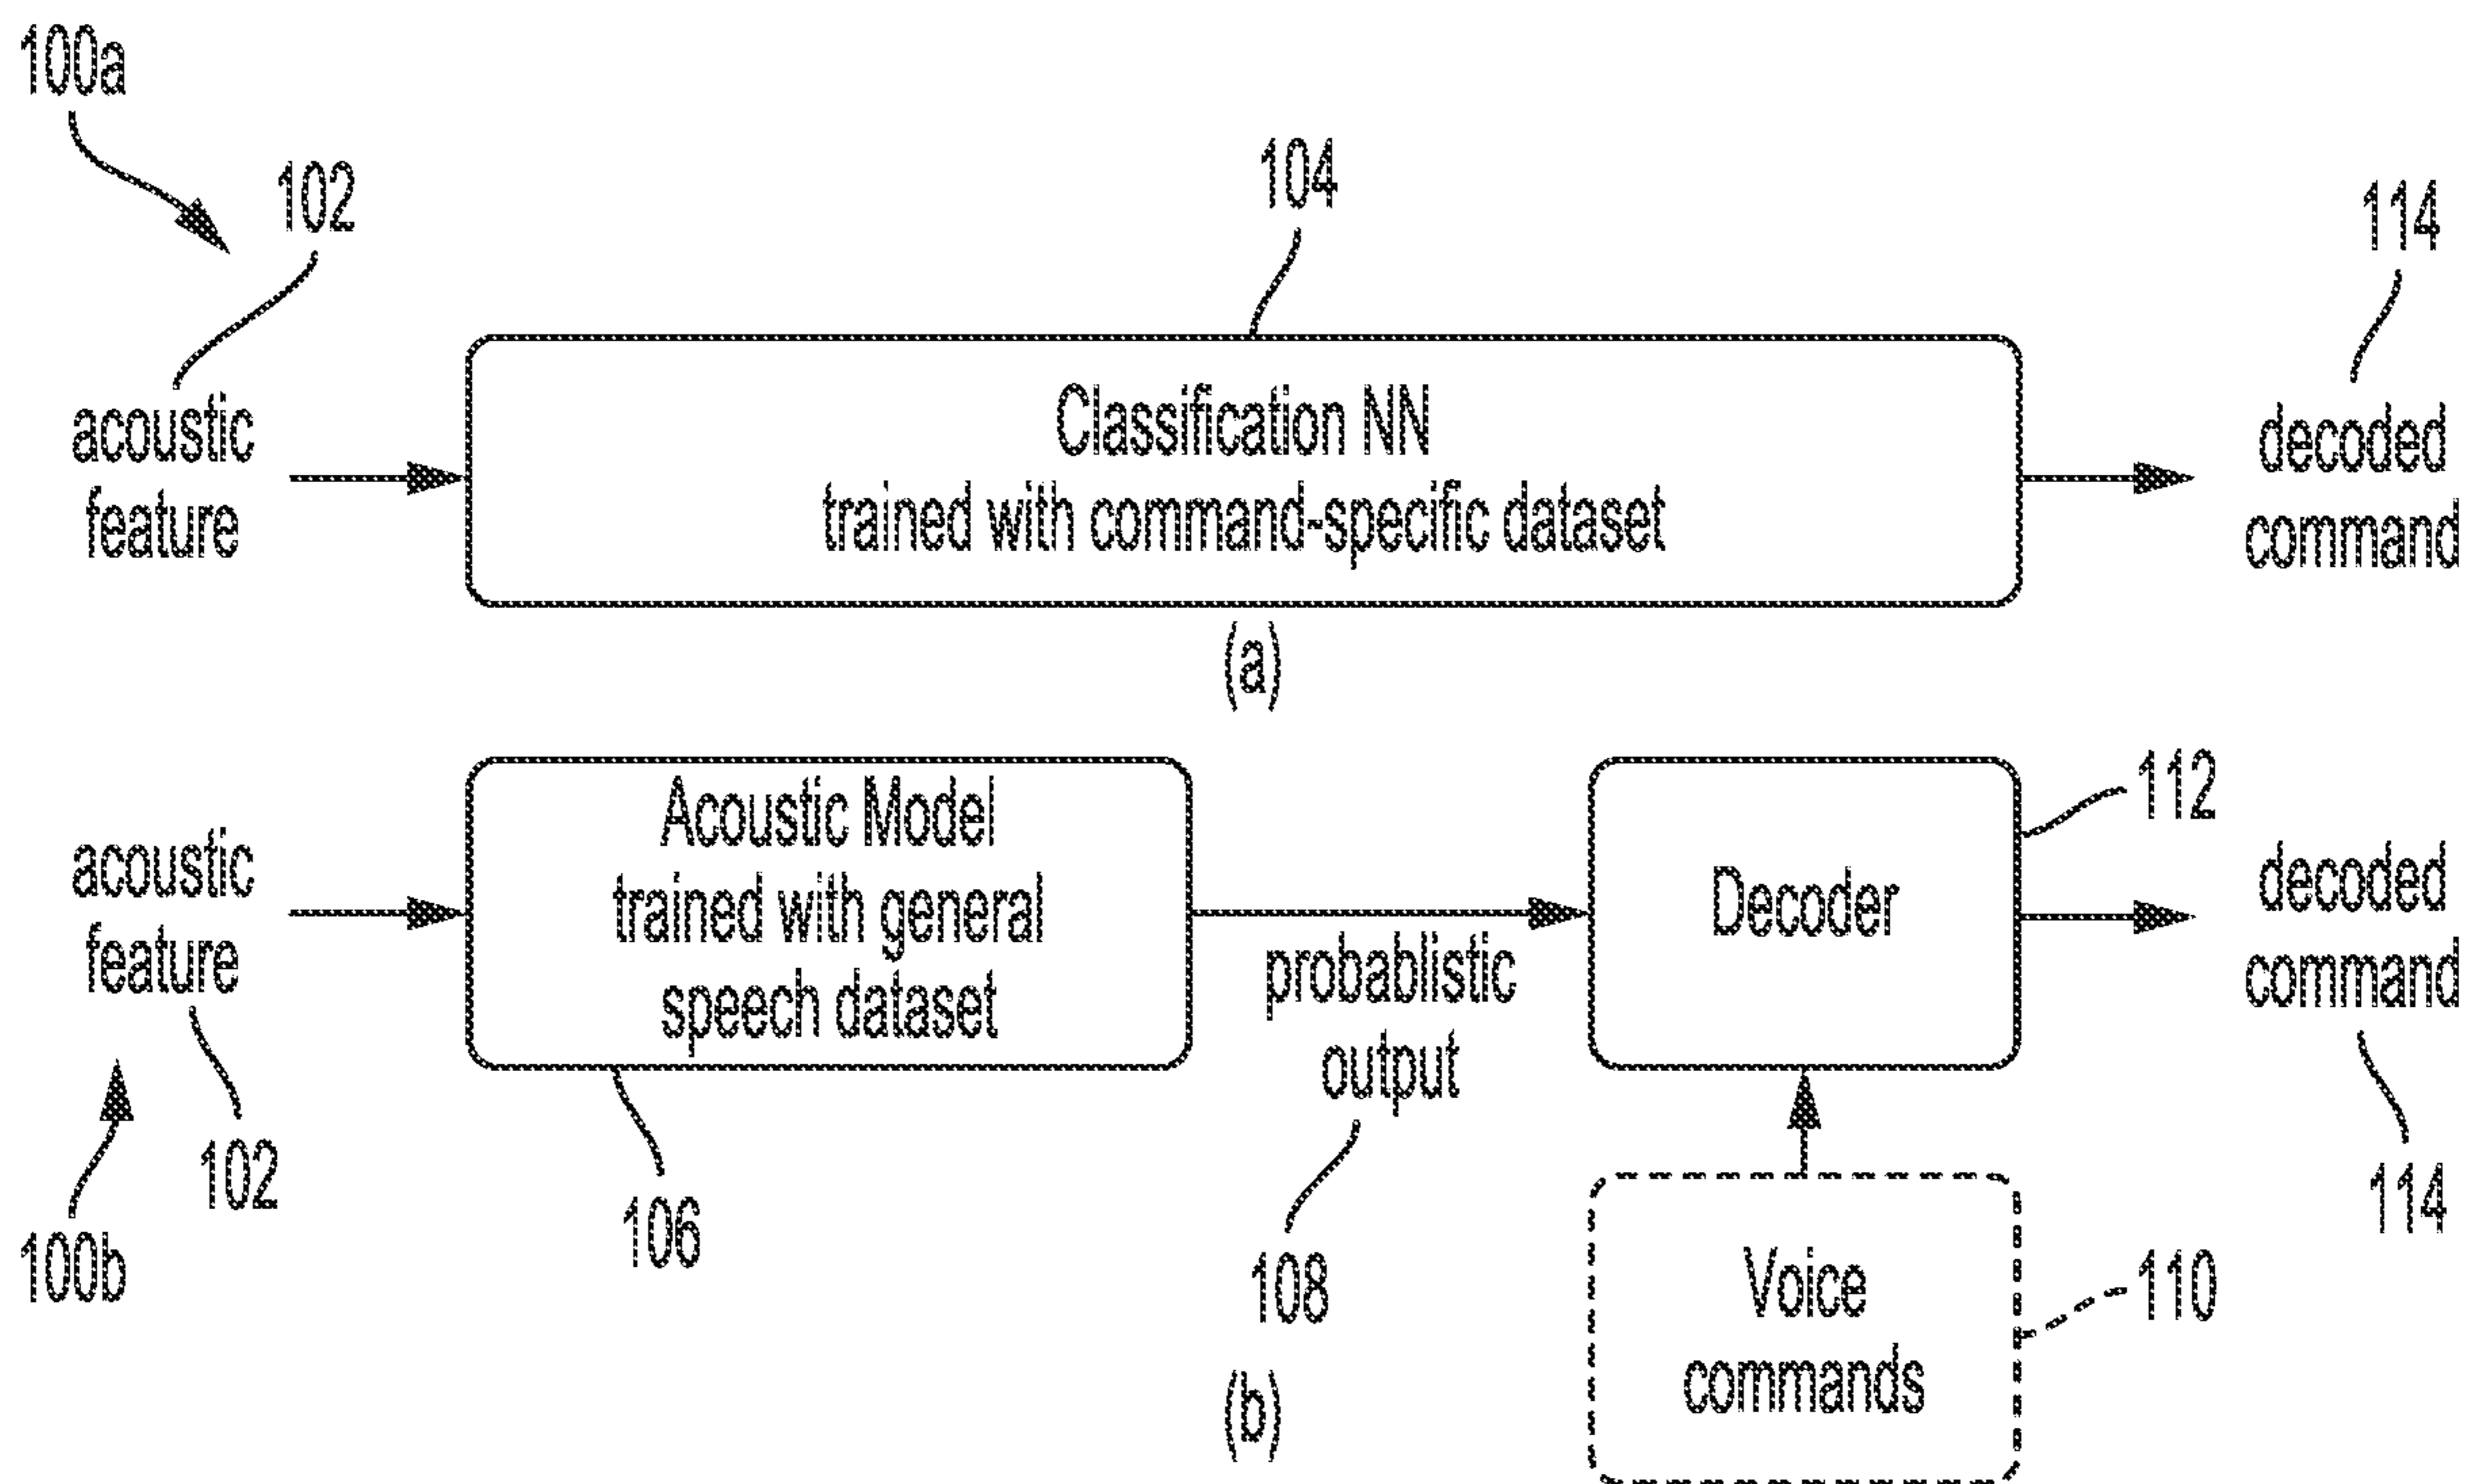 100a
102
104
114
acoustic
feature
Classification NN
trained with command-specific dataset
decoded
command
(a)
acoustic
feature
Acoustic Model
trained with general
speech dataset
probablistic
output
Decoder
112
decoded
command
102
100b
106
108
114
Voice
commands
110
(b)